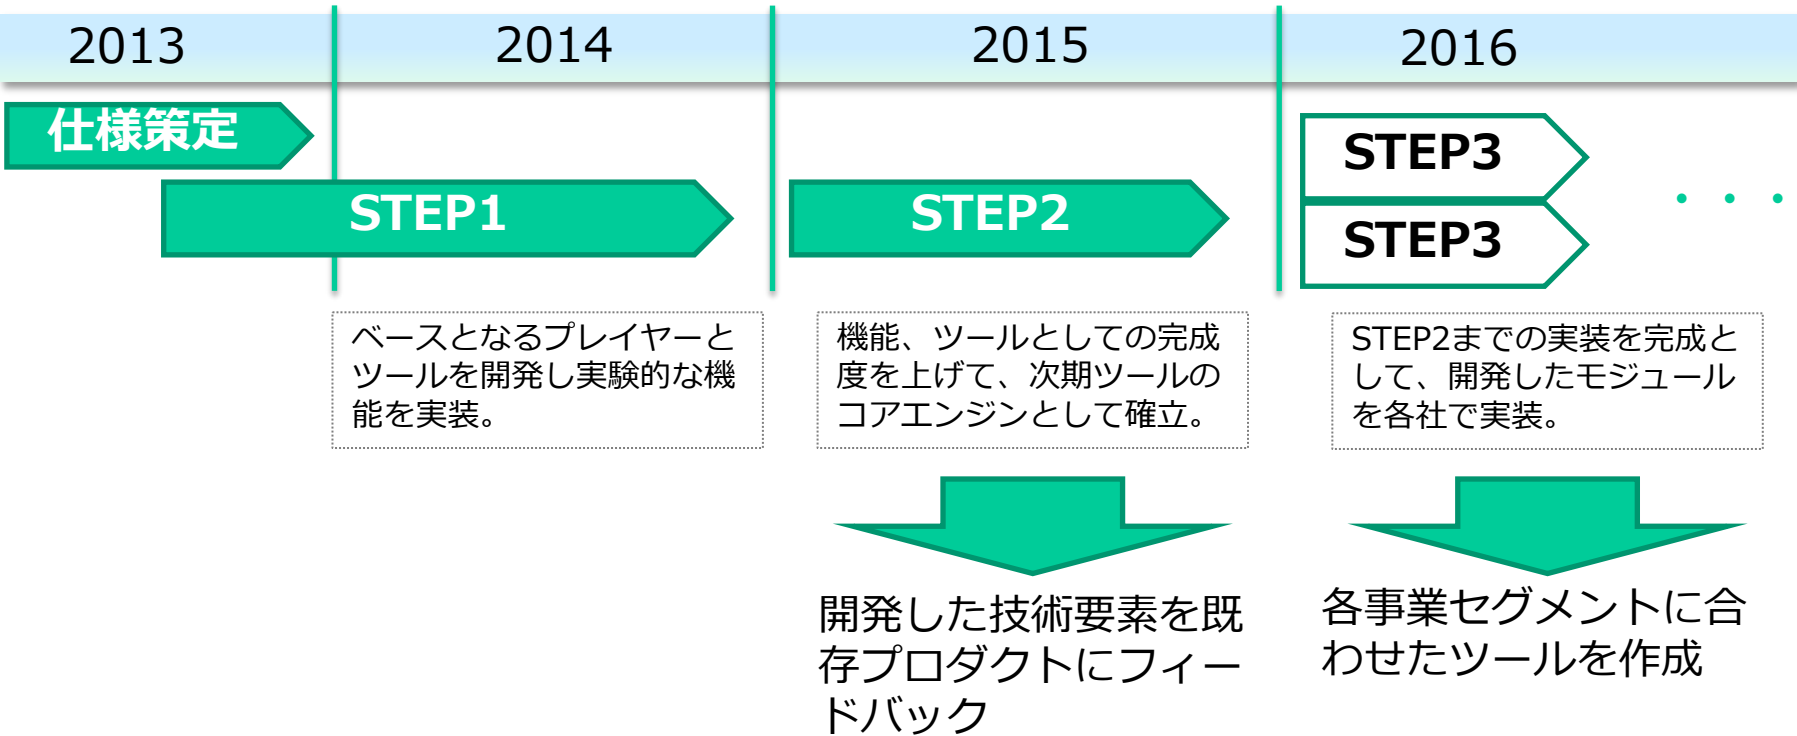 2013
2014
2015
2016
仕様策定
STEP1
STEP2
STEP3
STEP3
・・・
ベースとなるプレイヤーと
ツールを開発し実験的な機
能を実装。
機能、ツールとしての完成
度を上げて、次期ツールの
コアエンジンとして確立。
STEP2までの実装を完成と
して、開発したモジュール
を各社で実装。
開発した技術要素を既
存プロダクトにフィー
ドバック
各事業セグメントに合
わせたツールを作成